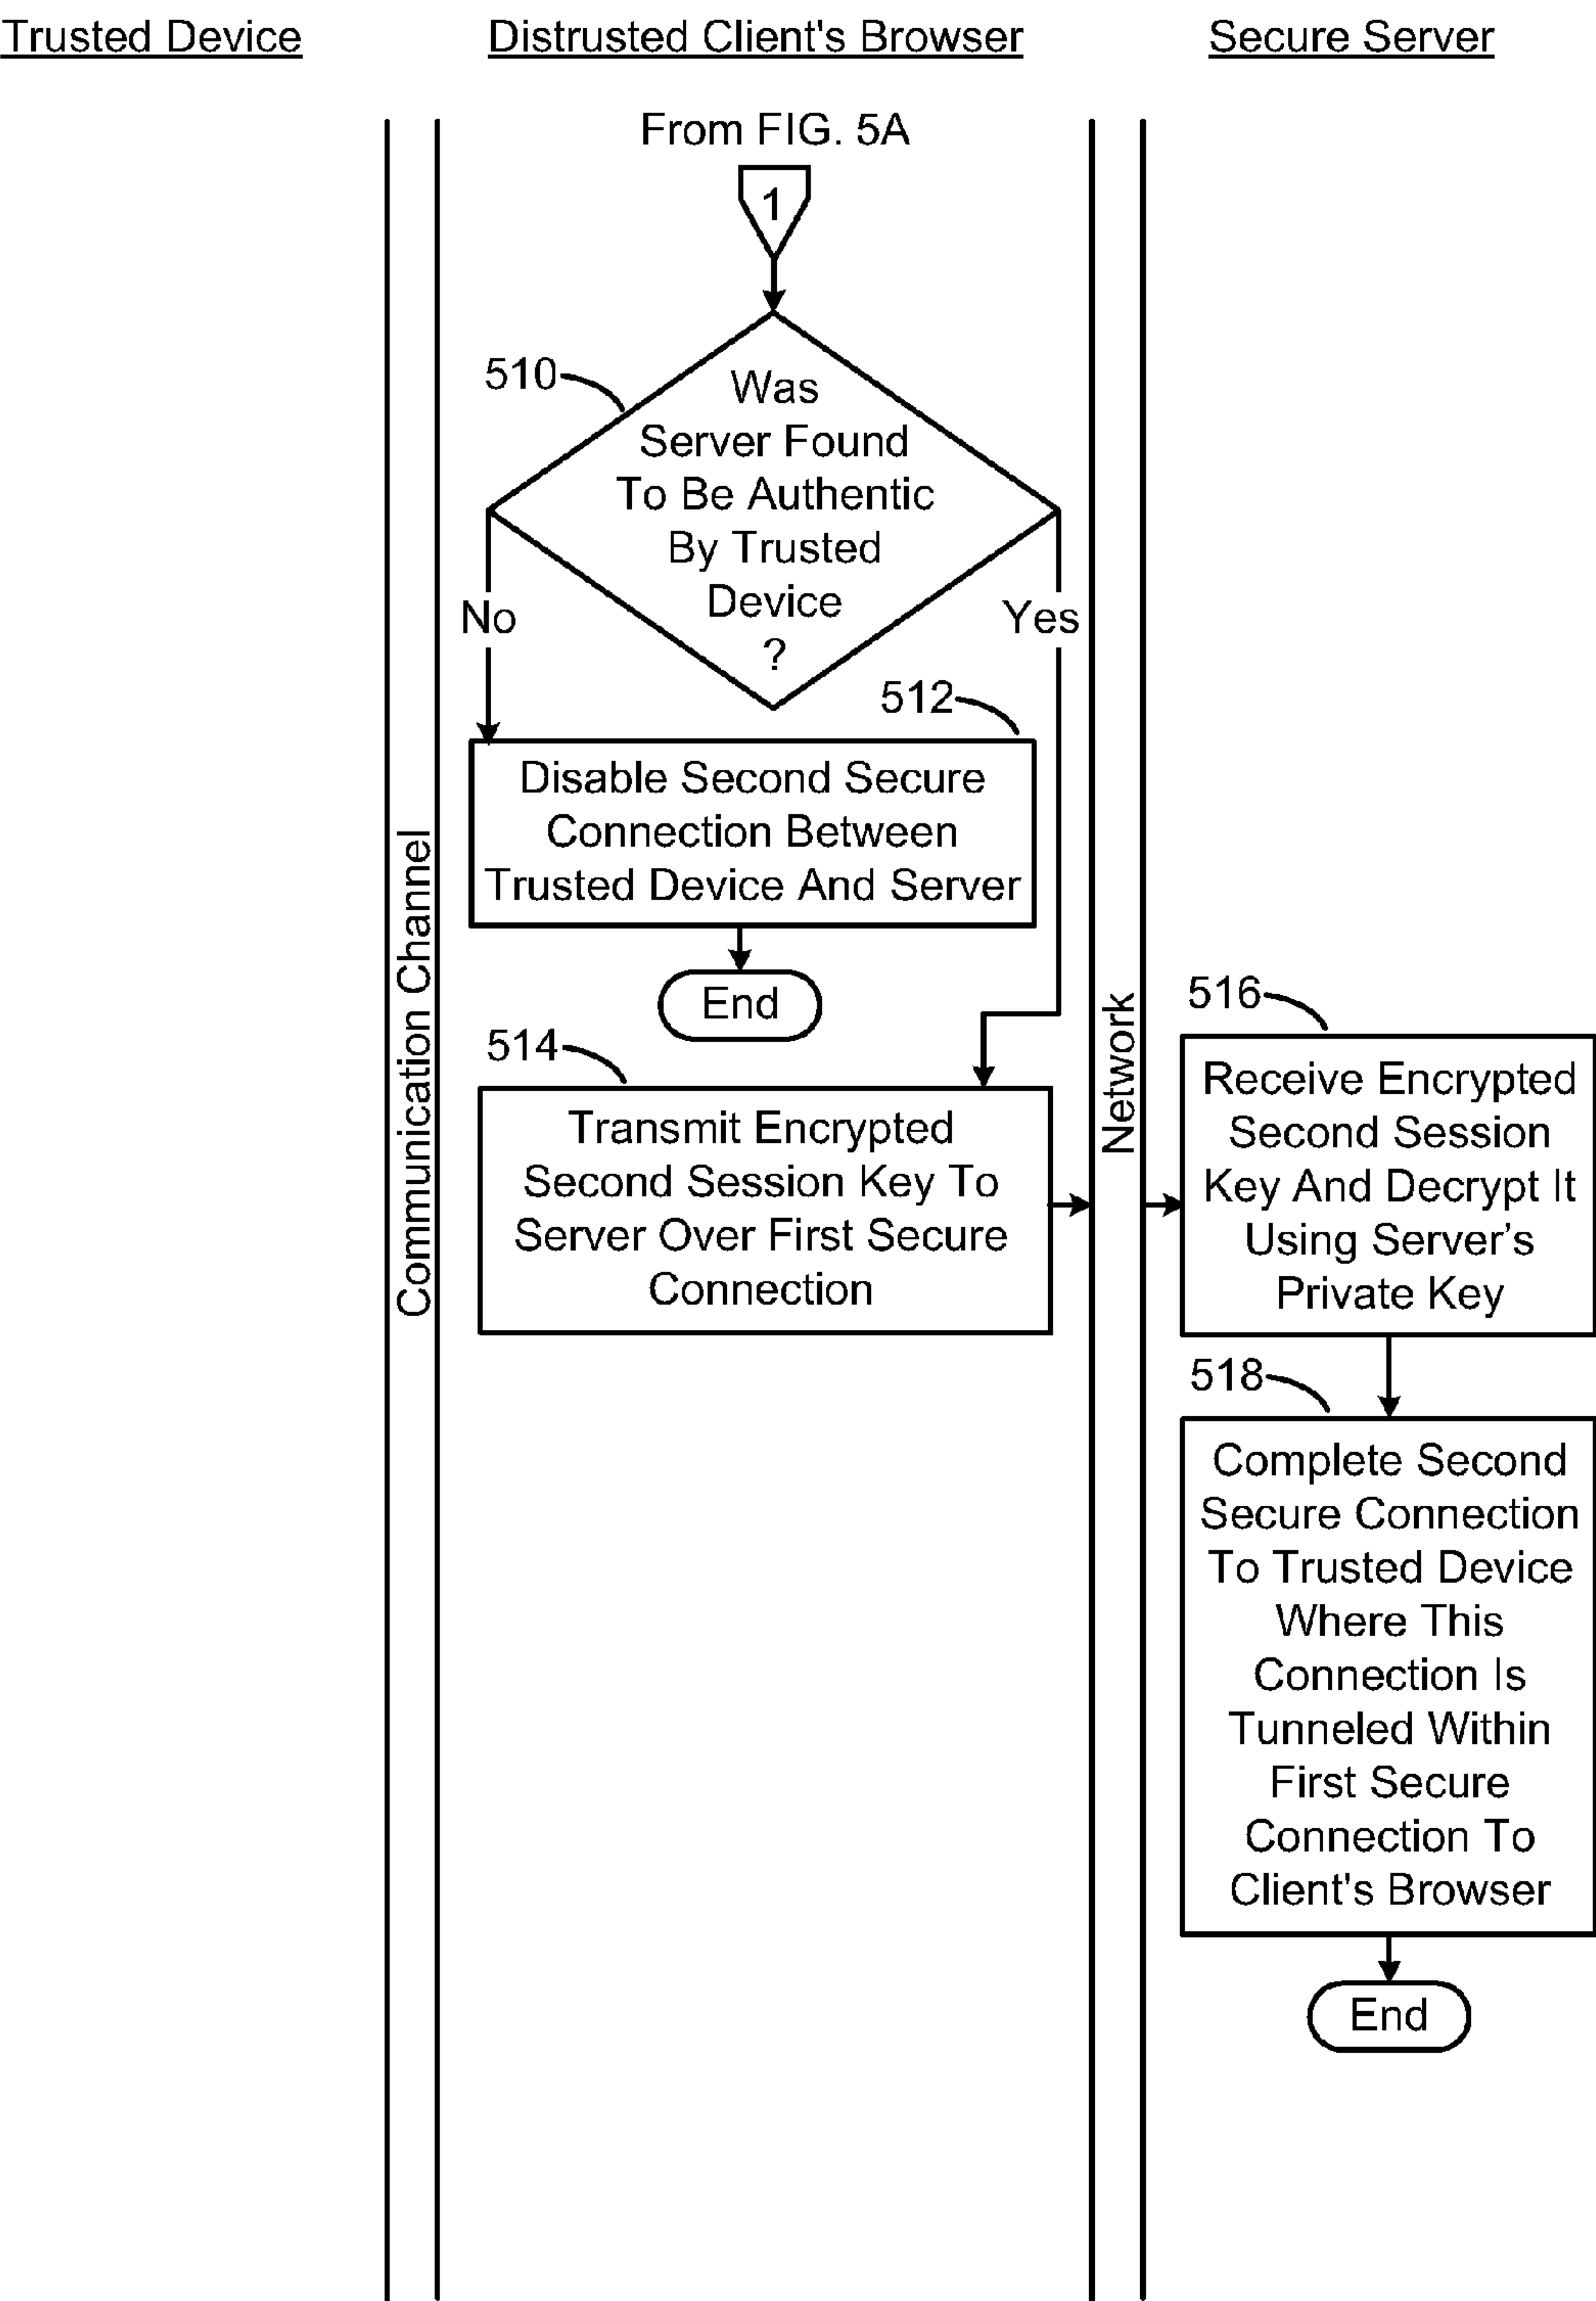 Trusted Device
Distrusted Client's Browser
Secure Server
From FIG. 5A
1
510
Was
Server Found
To Be Authentic
By Trusted
Device
?
No
Yes
512
Disable Second Secure
Connection Between
Trusted Device And Server
End
514
Transmit Encrypted
Second Session Key To
Server Over First Secure
Connection
Communication Channel
Network
516
Receive Encrypted
Second Session
Key And Decrypt It
Using Server’s
Private Key
518
Complete Second
Secure Connection
To Trusted Device
Where This
Connection Is
Tunneled Within
First Secure
Connection To
Client's Browser
End